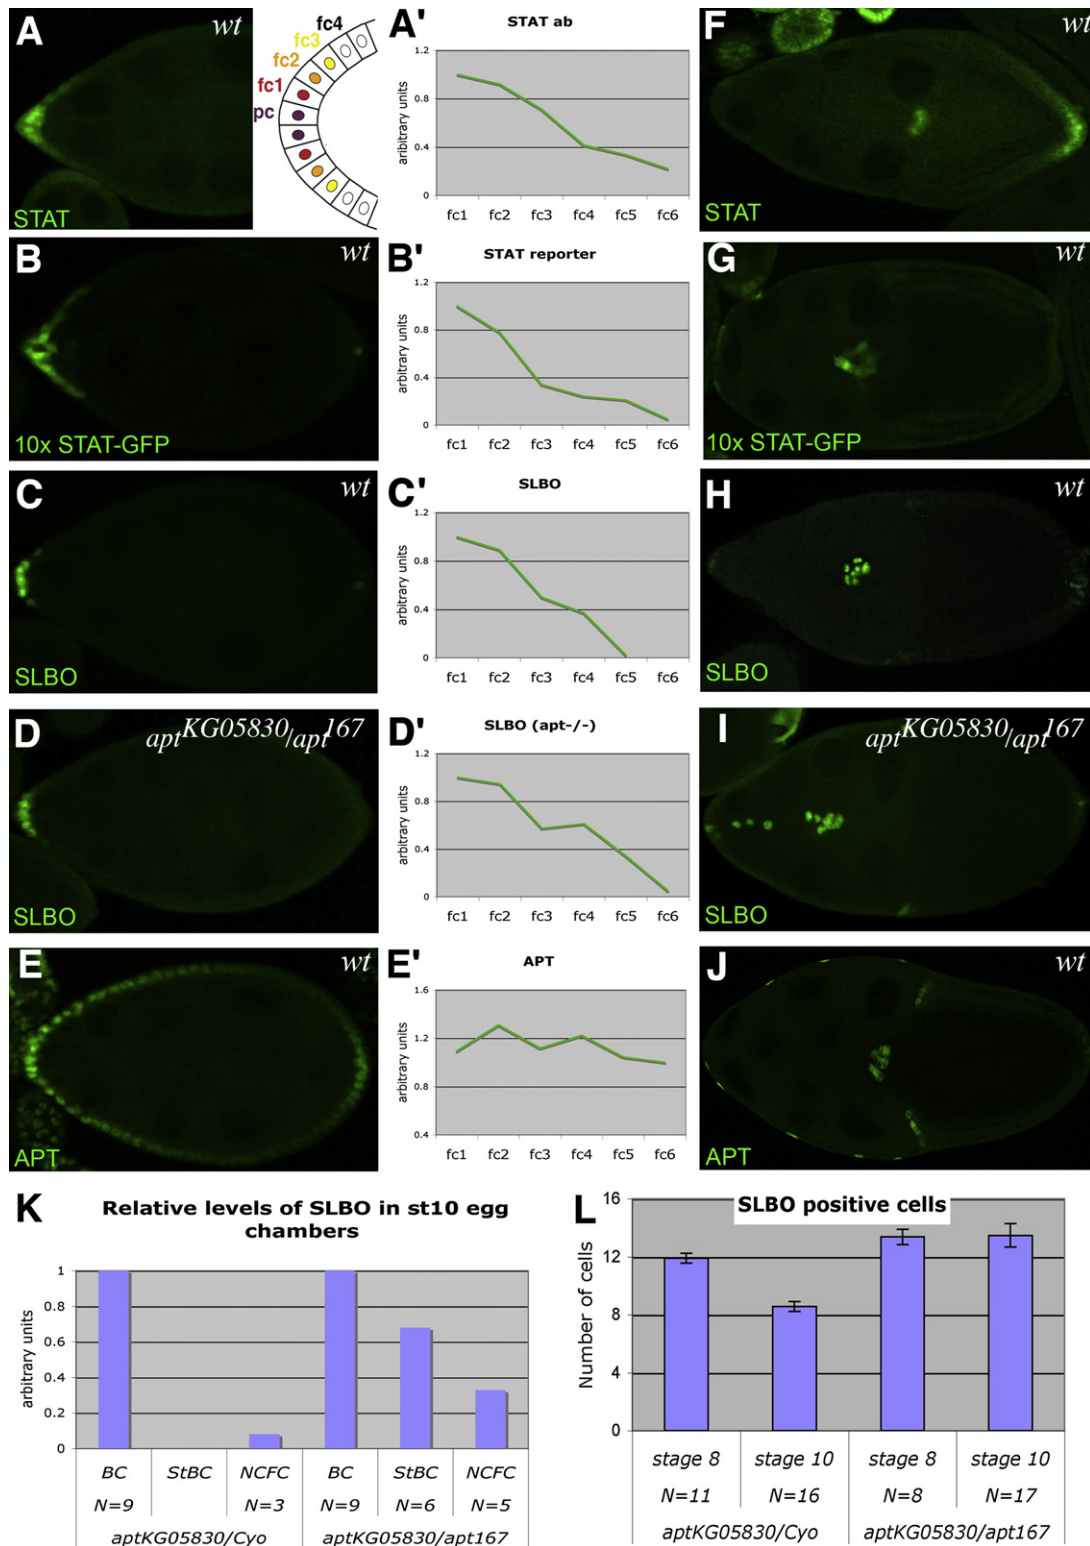 A
wt
STAT
fc4
fc3
fc2
fc1
pc
A'
STAT ab
aribitrary units
1.2
0.8
0.4
0
fc1 fc2 fc3 fc4 fc5 fc6
F
wt
STAT
B
wt
10x STAT-GFP
B'
STAT reporter
arbitrary units
1.2
0.8
0.4
0
fc1 fc2 fc3 fc4 fc5 fc6
G
wt
10x STAT-GFP
C
wt
SLBO
C'
SLBO
arbitrary units
1.2
0.8
0.4
0
fc1 fc2 fc3 fc4 fc5 fc6
H
wt
SLBO
D
apt KG05830/apt 167
SLBO
D'
SLBO (apt-/-)
arbitrary units
1.2
0.8
0.4
0
fc1 fc2 fc3 fc4 fc5 fc6
I
apt KG05830/apt 167
SLBO
E
wt
APT
E'
APT
arbitrary units
1.6
1.2
0.8
0.4
fc1 fc2 fc3 fc4 fc5 fc6
J
wt
APT
K
Relative levels of SLBO in st10 egg
chambers
arbitrary units
1
0.8
0.6
0.4
0.2
0
BC StBC NCFC BC StBC NCFC
N=9 N=3 N=9 N=6 N=5
aptKG05830/Cyo aptKG05830/apt167
L
SLBO positive cells
Number of cells
16
12
8
4
0
stage 8 stage 10 stage 8 stage 10
N=11 N=16 N=8 N=17
aptKG05830/Cyo aptKG05830/apt167